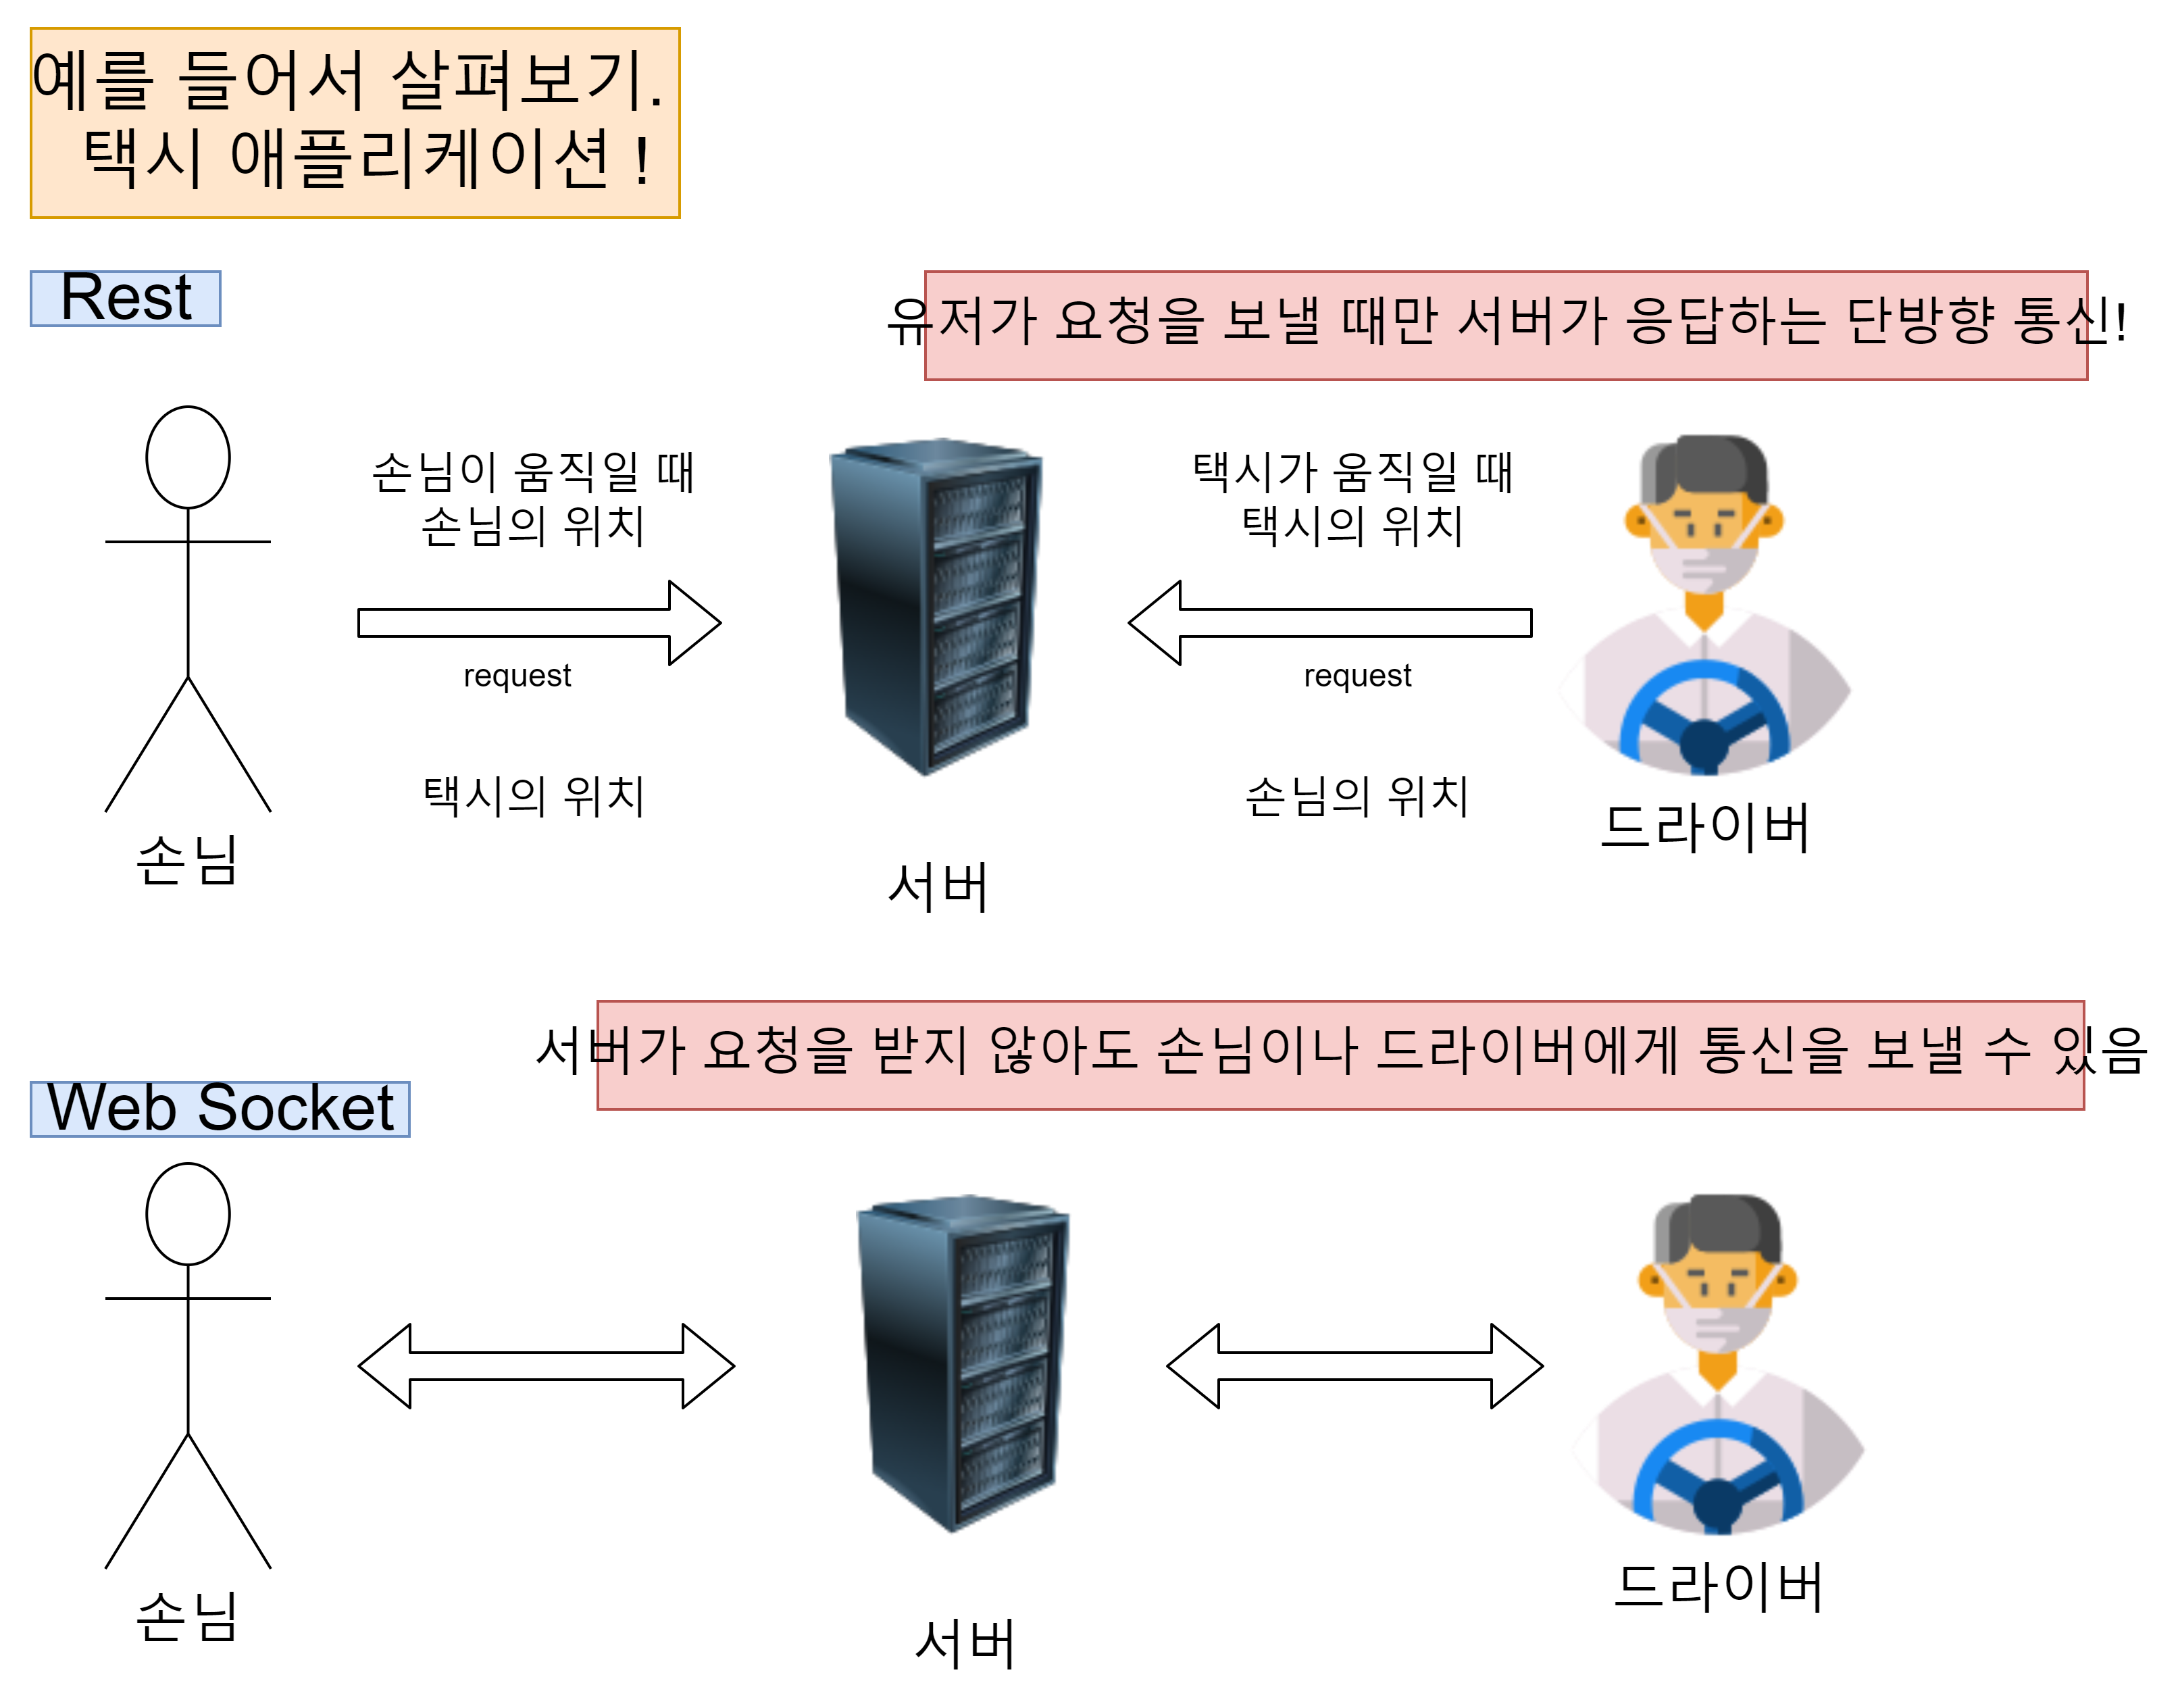 예를 들어서 살펴보기.
택시 애플리케이션 !
Rest
유저가 요청을 보낼 때만 서버가 응답하는 단방향 통신!
손님이 움직일 때
손님의 위치
택시가 움직일 때
택시의 위치
request
request
택시의 위치
손님의 위치
손님
서버
드라이버
서버가 요청을 받지 않아도 손님이나 드라이버에게 통신을 보낼 수 있음
Web Socket
손님
서버
드라이버